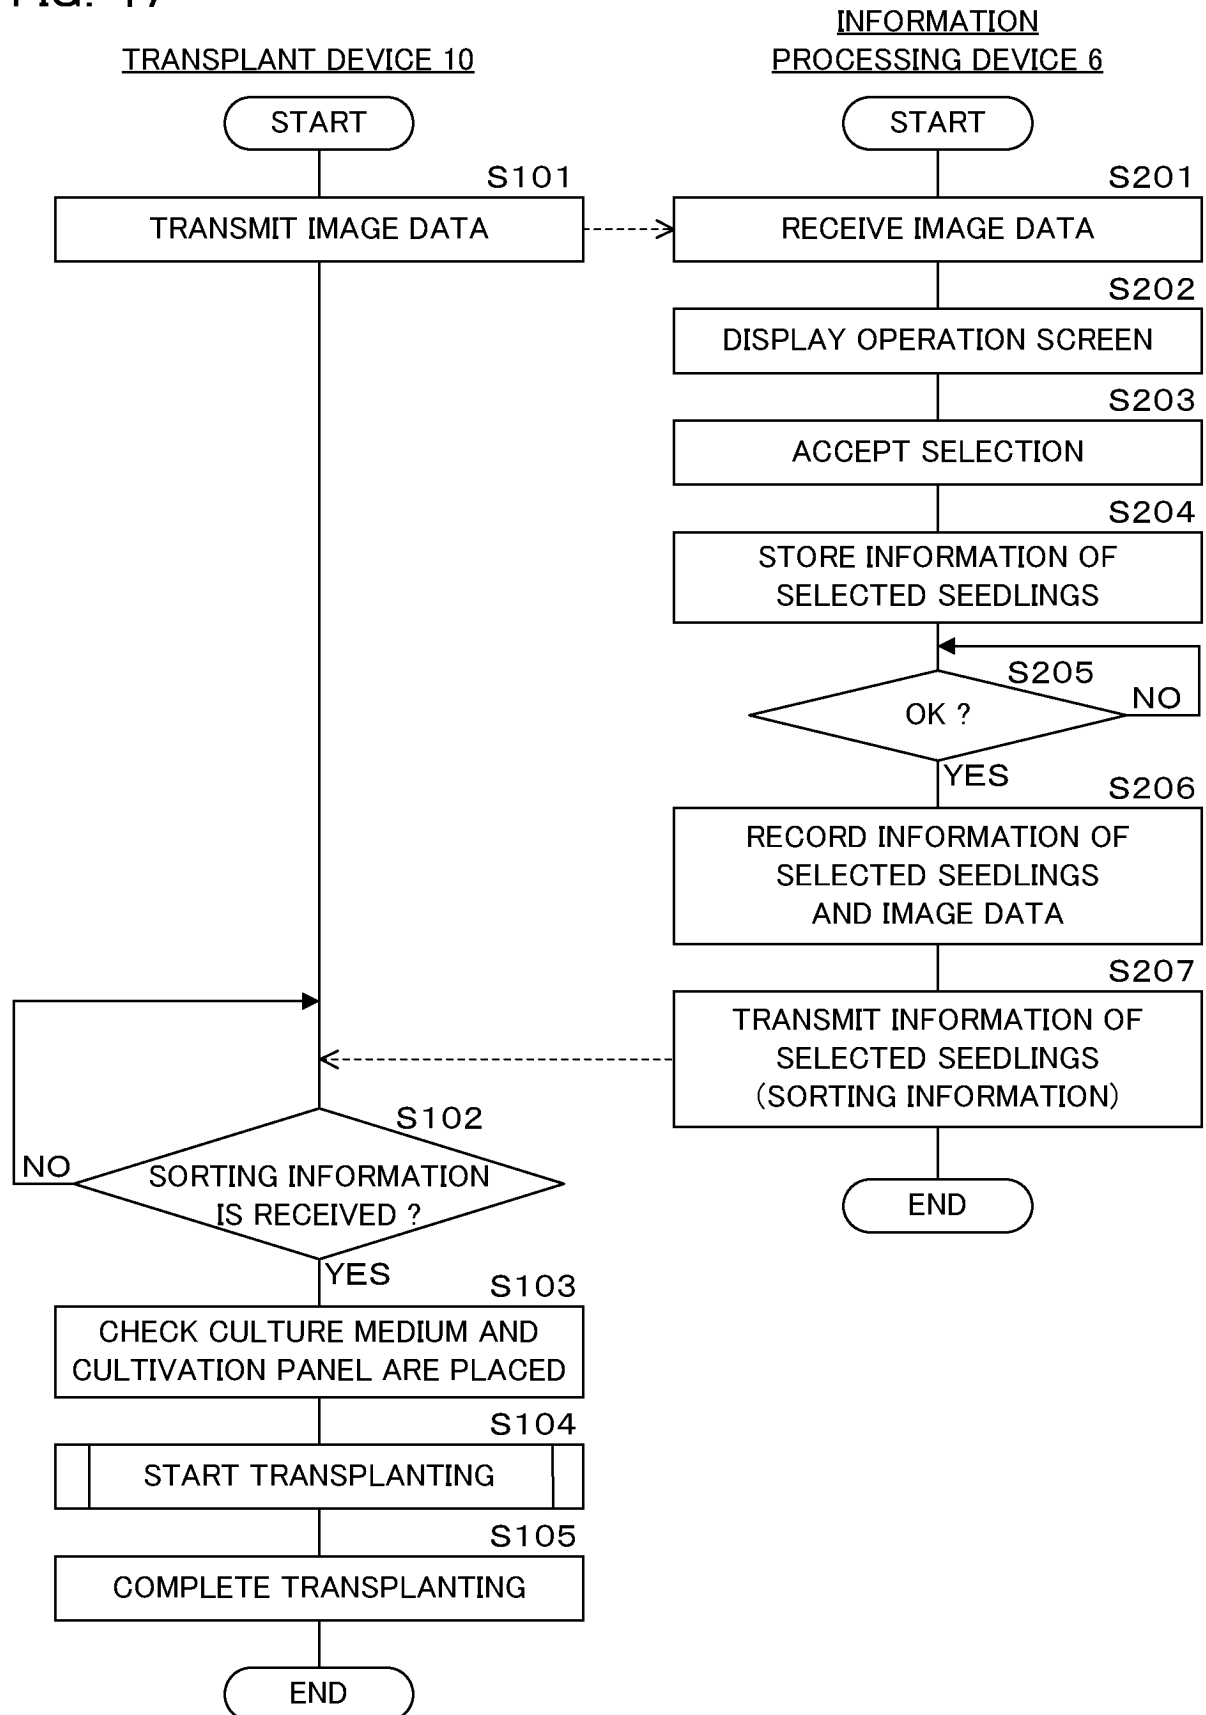 TRANSPLANT DEVICE 10
START
S101
TRANSMIT IMAGE DATA
S102
SORTING INFORMATION
IS RECEIVED ?
NO
YES
S103
CHECK CULTURE MEDIUM AND
CULTIVATION PANEL ARE PLACED
S104
START TRANSPLANTING
S105
COMPLETE TRANSPLANTING
END
INFORMATION
PROCESSING DEVICE 6
START
S201
RECEIVE IMAGE DATA
S202
DISPLAY OPERATION SCREEN
S203
ACCEPT SELECTION
S204
STORE INFORMATION OF
SELECTED SEEDLINGS
S205
OK ?
NO
YES
S206
RECORD INFORMATION OF
SELECTED SEEDLINGS
AND IMAGE DATA
S207
TRANSMIT INFORMATION OF
SELECTED SEEDLINGS
(SORTING INFORMATION)
END